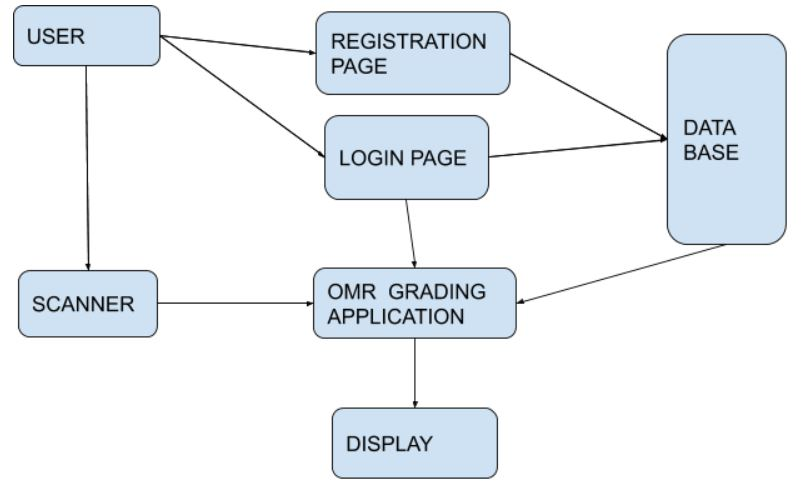 USER
REGISTRATION
PAGE
LOGIN PAGE
DATA
BASE
SCANNER
OMR GRADING
APPLICATION
DISPLAY